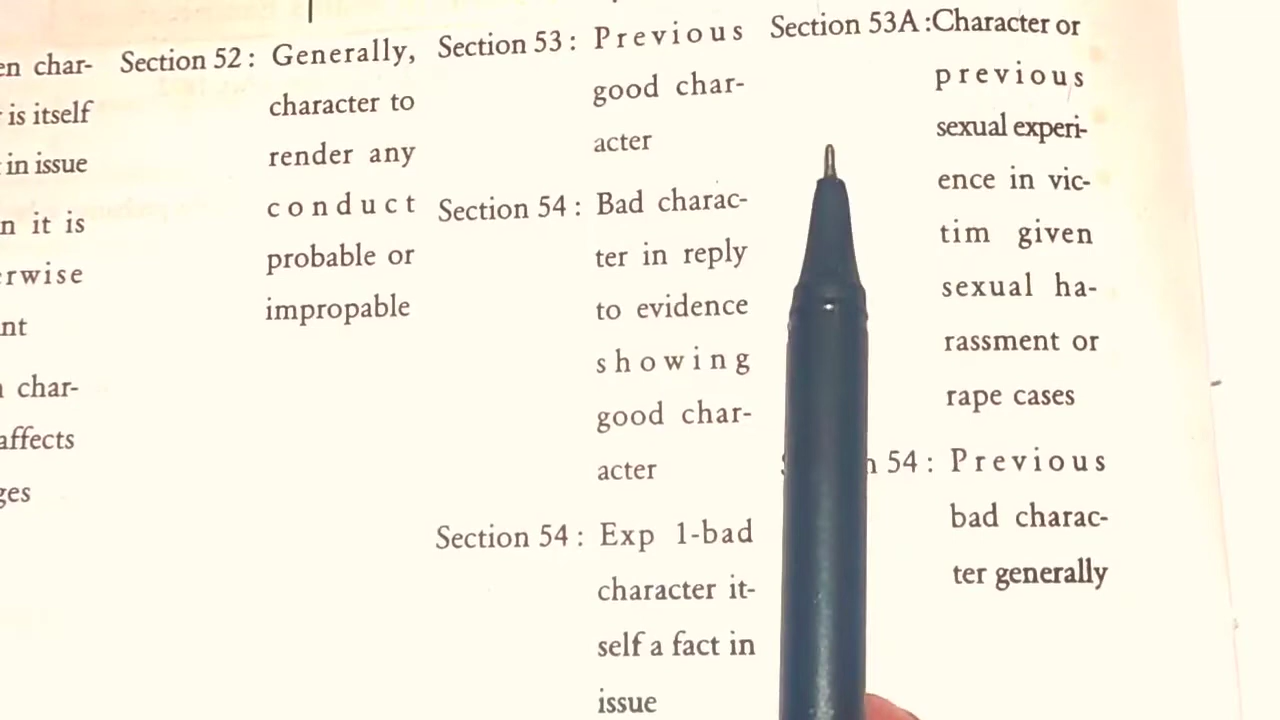 en char-
is itself
in issue
n it is
erwise
nt
char-
affects
ges
Section 52 : Generally,
character to
render any
conduct
probable or
impropable
Section 53 : Previous
good char-
acter
Section 54 : Bad charac-
ter in reply
to evidence
showing
good char-
acter
Section 54 : Exp 1-bad
character it-
self a fact in
issue
Section 53A :Character or
previous
sexual experi-
ence in vic-
tim given
sexual ha-
rassment or
rape cases
54 : Previous
bad charac-
ter generally